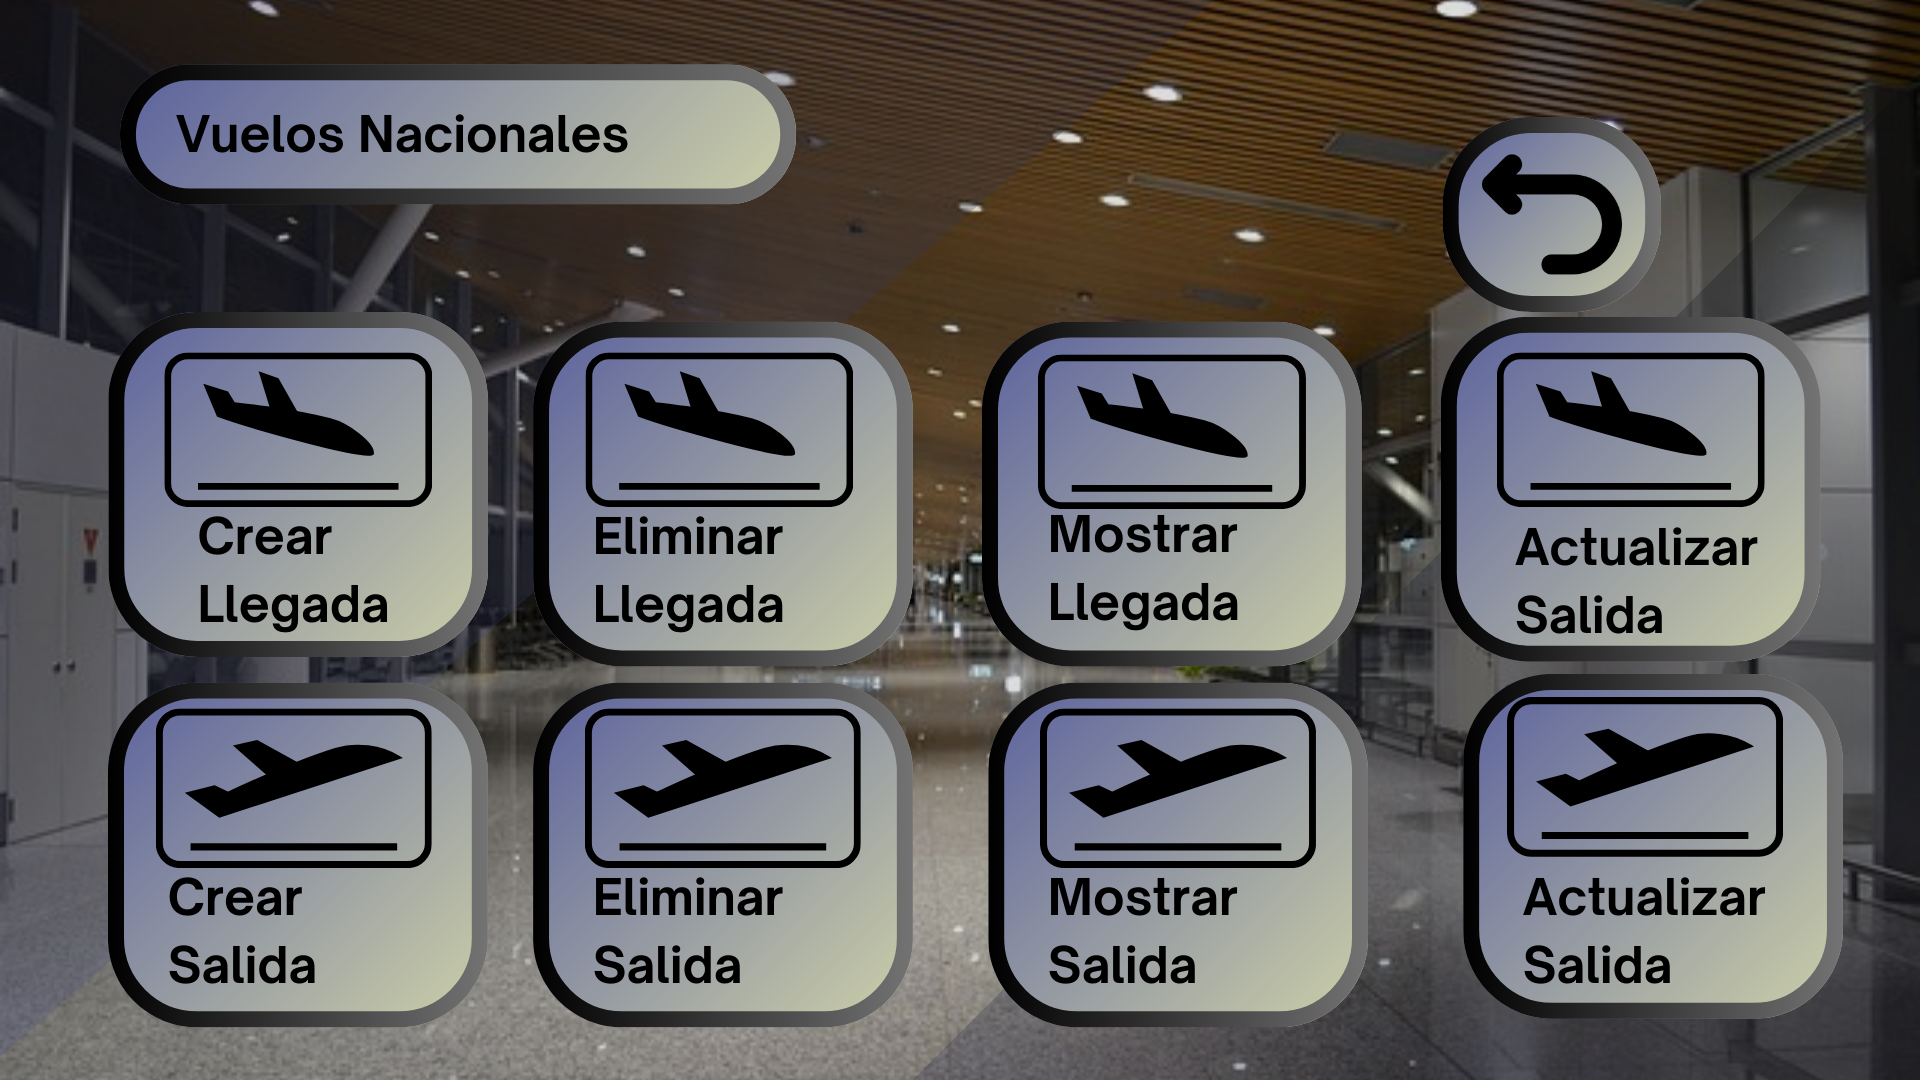 Vuelos Nacionales
Crear
Llegada
Eliminar
Llegada
Mostrar
Llegada
Actualizar
Salida
Crear
Salida
Eliminar
Salida
Mostrar
Salida
Actualizar
Salida